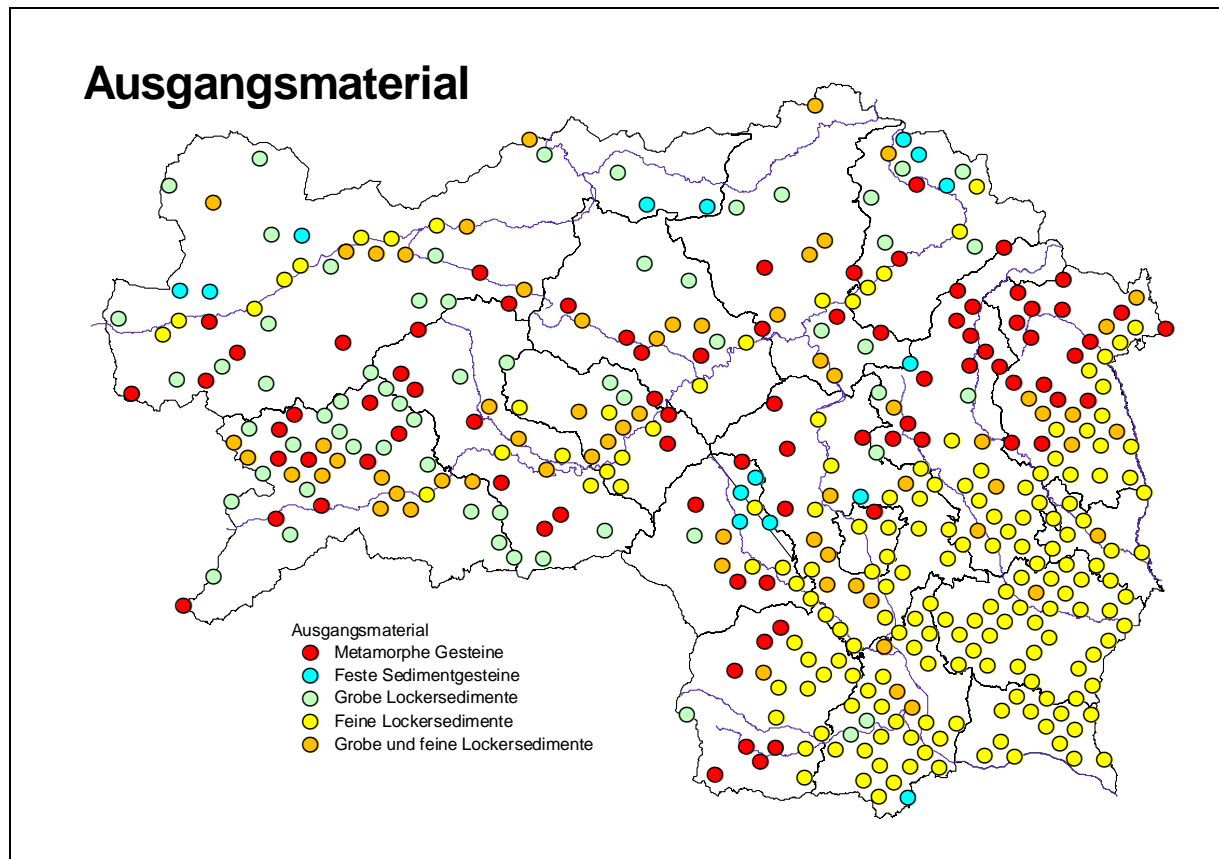 Ausgangsmaterial
Ausgangsmaterial
Metamorphe Gesteine
Feste Sedimentgesteine
Grobe Lockersedimente
Feine Lockersedimente
Grobe und feine Lockersedimente